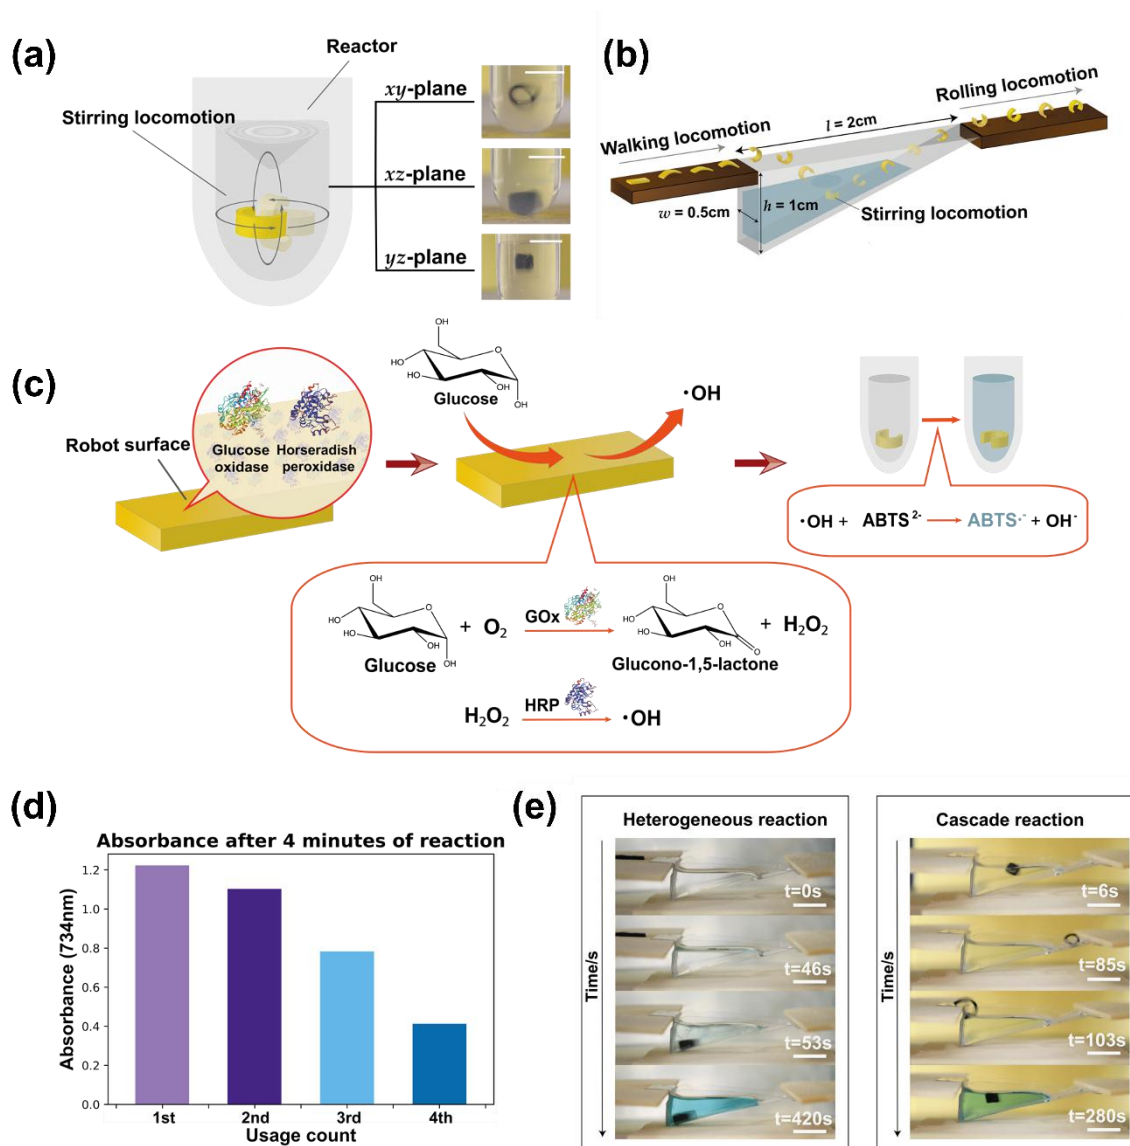 (a)
Reactor
Stirring locomotion
xy-plane
xz-plane
yz-plane
(b)
Walking locomotion
l = 2cm
Rolling locomotion
w = 0.5cm
h = 1cm
Stirring locomotion
(c)
Robot surface
Glucose
oxidase
Horseradish
peroxidase
OH
HO
O
HO
OH
OH
Glucose
·OH
·OH + ABTS²⁻ ABTS·⁻ + OH⁻
OH
HO
O
HO
OH
OH
Glucose
+ O₂
GOx
OH
HO
O
HO
OH
O
Glucono-1,5-lactone
+ H₂O₂
H₂O₂
HRP
·OH
(d)
Absorbance after 4 minutes of reaction
Absorbance (734nm)
1.2
1.0
0.8
0.6
0.4
0.2
0.0
1st 2nd 3rd 4th
Usage count
(e)
Heterogeneous reaction
Time/s
t=0s
t=46s
t=53s
t=420s
Cascade reaction
Time/s
t=6s
t=85s
t=103s
t=280s